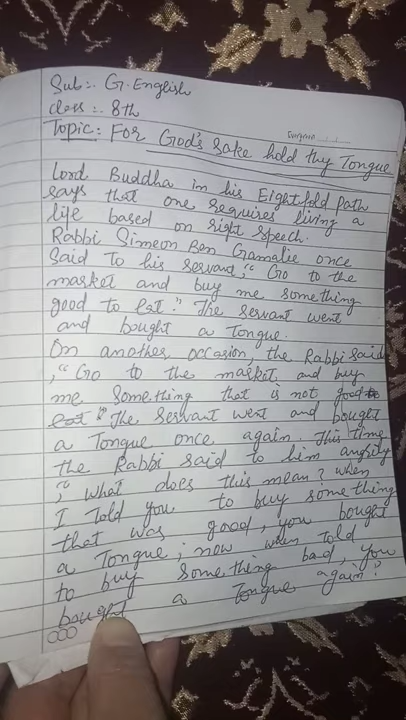 Sub:. G. English
class :. 8th
Topic: For God's sake hold thy Tongue
Lord Buddha in his Eightfold Path
says that one requires living a
life based on right speech.
Rabbi Simeon Ben Gamalie once
Said To his servant, "Go to the
market and buy me something
good to eat." The servant went
and bought a Tongue.
On another occasion, the Rabbi said
, "Go to the market and buy
me something that is not good to
eat" The servant went and bought
a Tongue once again. This time
the Rabbi said to him angrily
", What does this mean? When
I Told you to buy something
that was good, you bought
a Tongue; now when told
to buy something bad, you
bought a Tongue again?